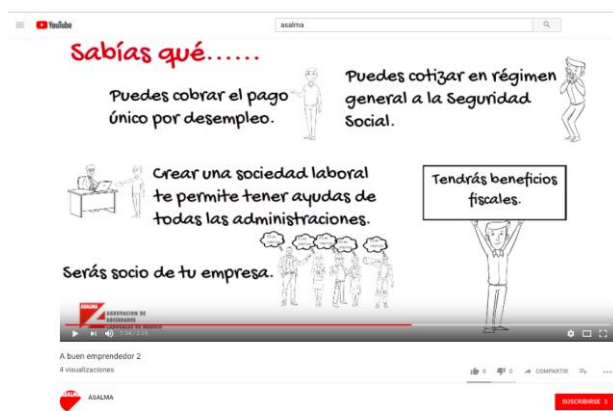 YouTube
asalma
Sabías qué......
Puedes cobrar el pago
único por desempleo.
Puedes cotizar en régimen
general a la Seguridad
Social.
Crear una sociedad laboral
te permite tener ayudas de
todas las administraciones.
Tendrás beneficios
fiscales.
Serás socio de tu empresa.
ASALMA
AGRUPACIÓN DE
SOCIEDADES
LABORALES DE MADRID
A buen emprendedor 2
4 visualizaciones
0
0
COMPARTIR
ASALMA
SUSCRIBIRSE 3